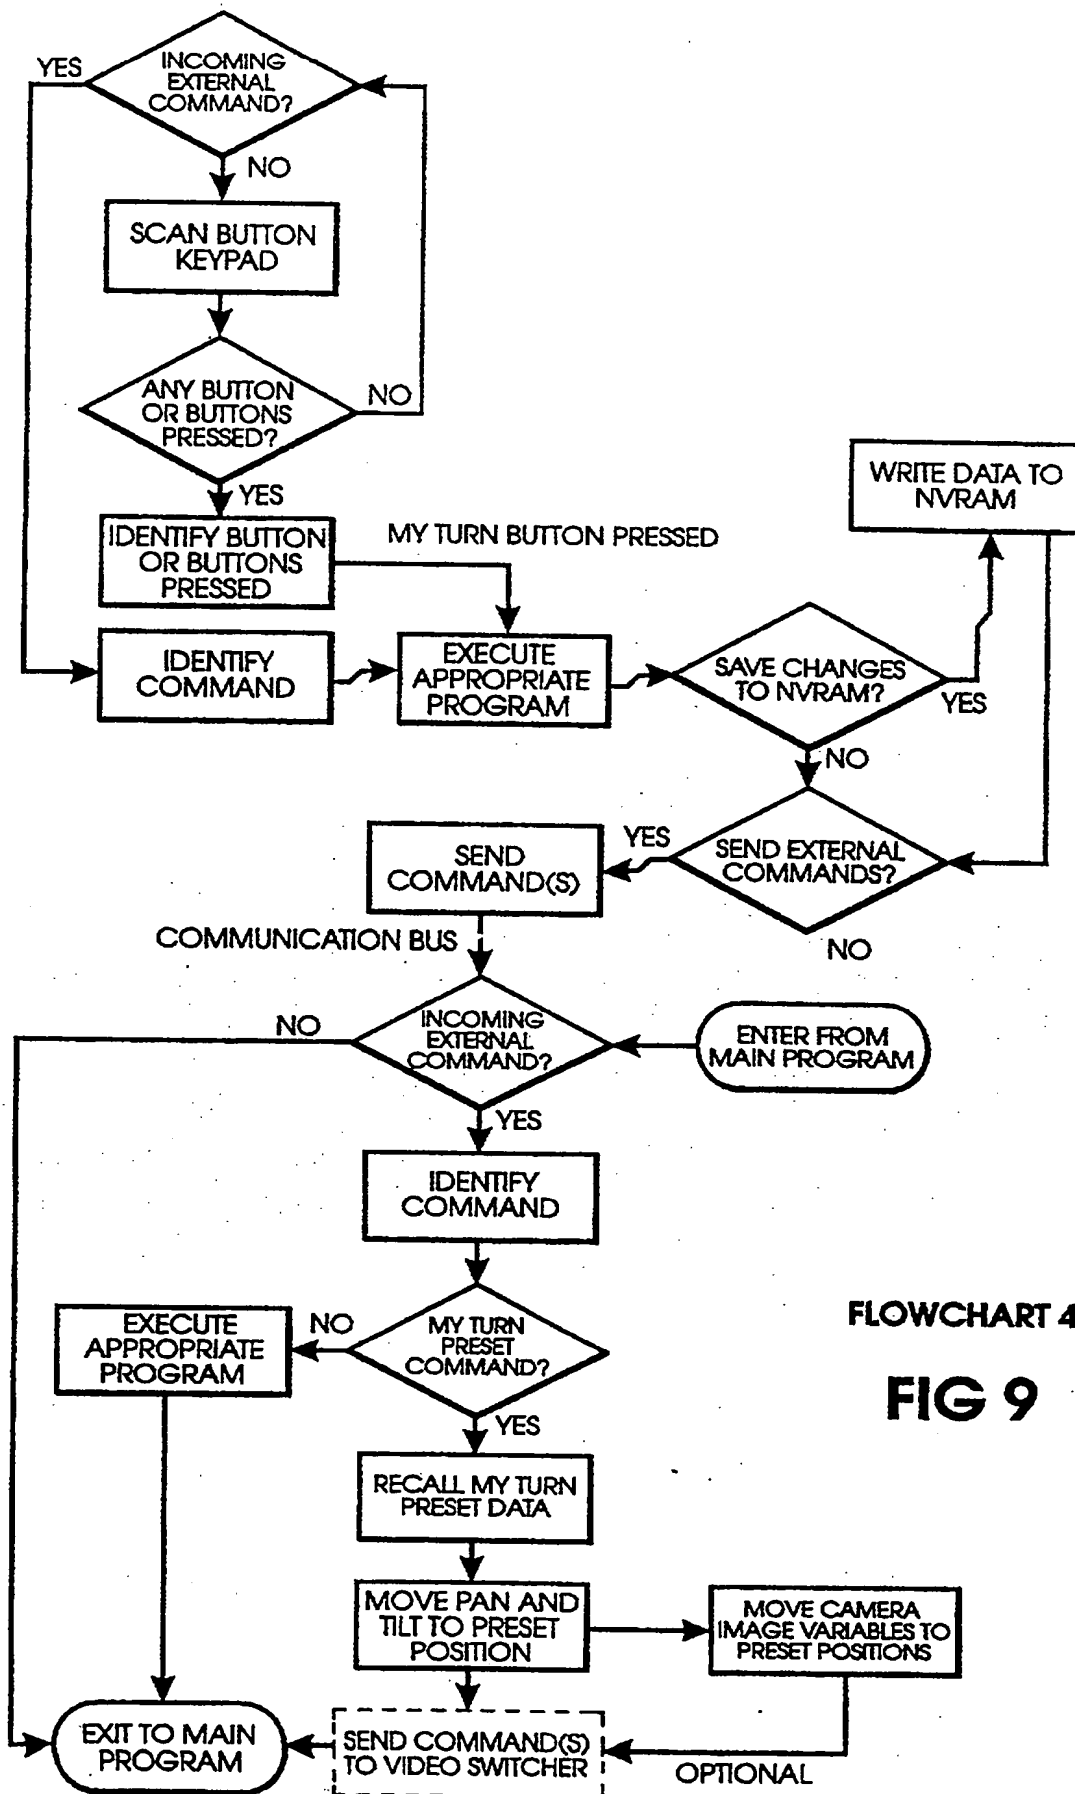 INCOMING
EXTERNAL
COMMAND?
YES
NO
SCAN BUTTON
KEYPAD
ANY BUTTON
OR BUTTONS
PRESSED?
NO
YES
IDENTIFY BUTTON
OR BUTTONS
PRESSED
MY TURN BUTTON PRESSED
WRITE DATA TO
NVRAM
IDENTIFY
COMMAND
EXECUTE
APPROPRIATE
PROGRAM
SAVE CHANGES
TO NVRAM?
YES
NO
SEND EXTERNAL
COMMANDS?
YES
NO
SEND
COMMAND(S)
COMMUNICATION BUS
INCOMING
EXTERNAL
COMMAND?
NO
ENTER FROM
MAIN PROGRAM
YES
IDENTIFY
COMMAND
MY TURN
PRESET
COMMAND?
NO
EXECUTE
APPROPRIATE
PROGRAM
FLOWCHART 4
FIG 9
YES
RECALL MY TURN
PRESET DATA
MOVE PAN AND
TILT TO PRESET
POSITION
MOVE CAMERA
IMAGE VARIABLES TO
PRESET POSITIONS
EXIT TO MAIN
PROGRAM
SEND COMMAND(S)
TO VIDEO SWITCHER
OPTIONAL